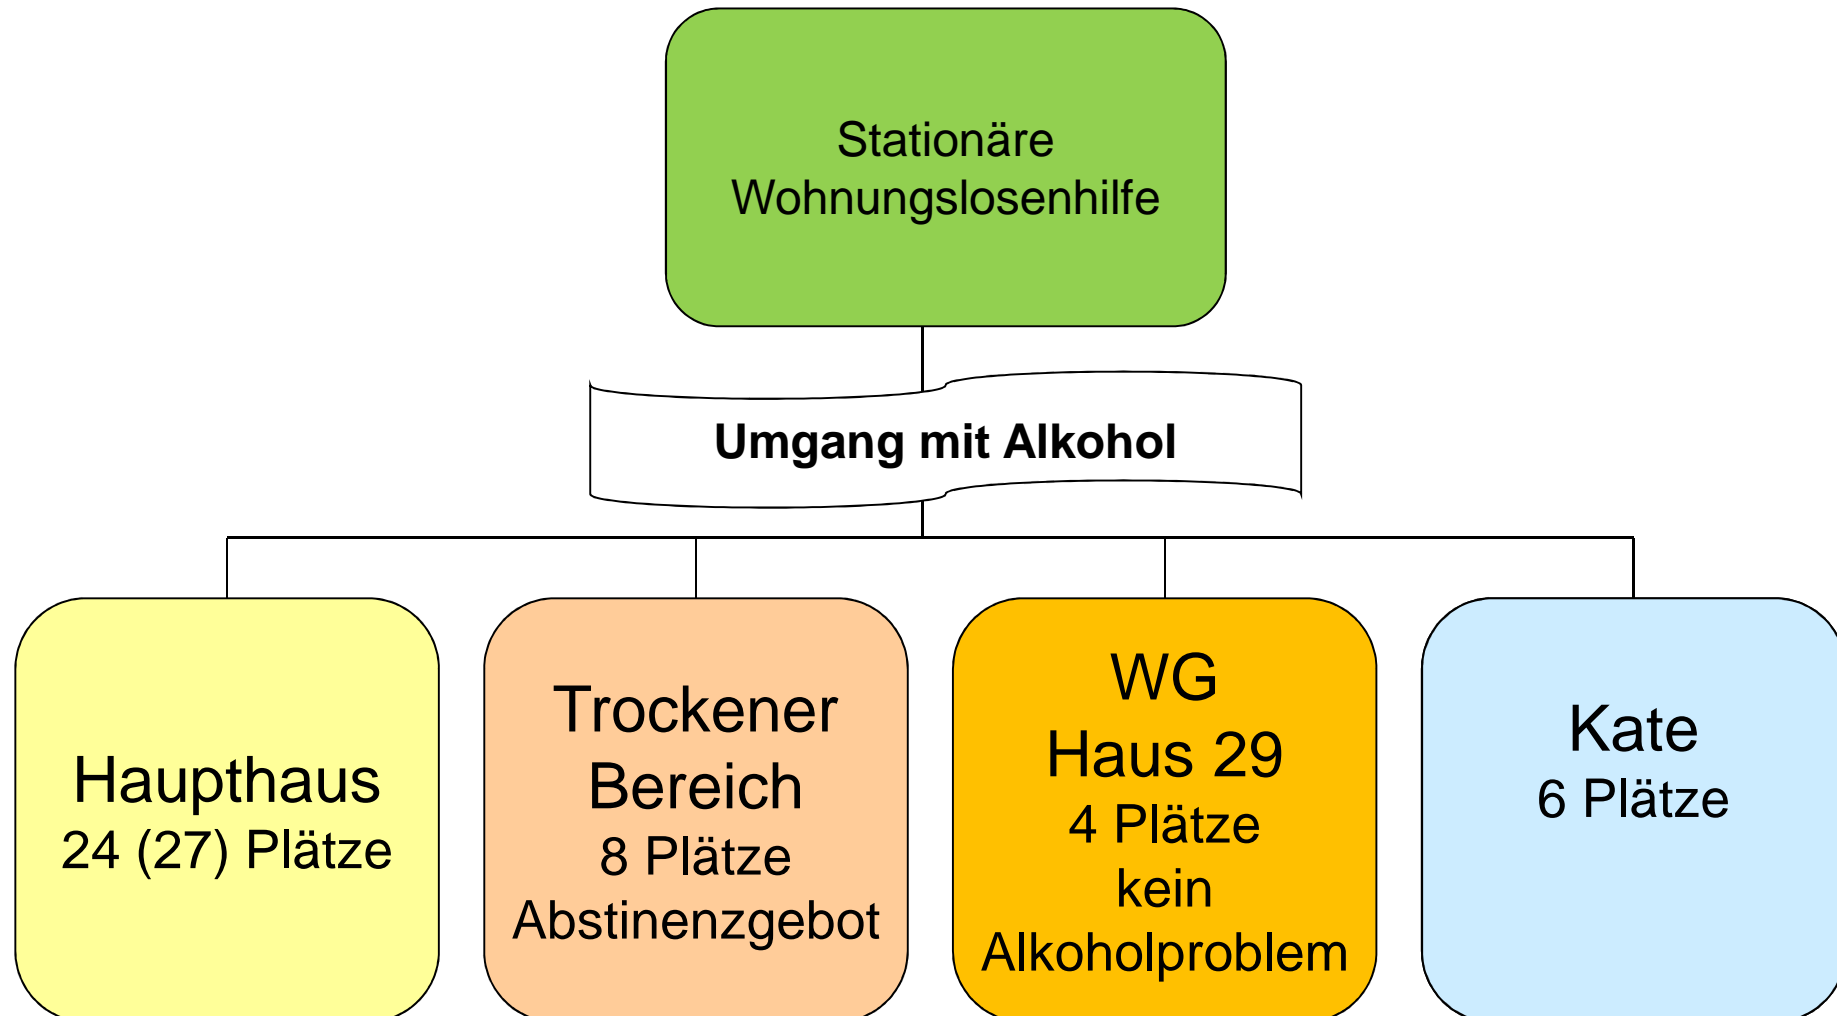 Stationäre
Wohnungslosenhilfe
Umgang mit Alkohol
Haupthaus
24 (27) Plätze
Trockener
Bereich
8 Plätze
Abstinenzgebot
WG
Haus 29
4 Plätze
kein
Alkoholproblem
Kate
6 Plätze